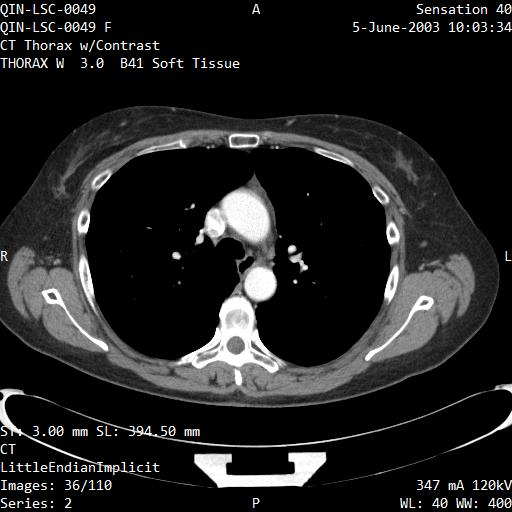 QIN-LSC-0049 A Sensation 40
QIN-LSC-0049 F 5-June-2003 10:03:34
CT Thorax w/Contrast
THORAX W 3.0 B41 Soft Tissue
R L
ST: 3.00 mm SL: 394.50 mm
CT
LittleEndianImplicit
Images: 36/110 347 mA 120kV
Series: 2 P WL: 40 WW: 400